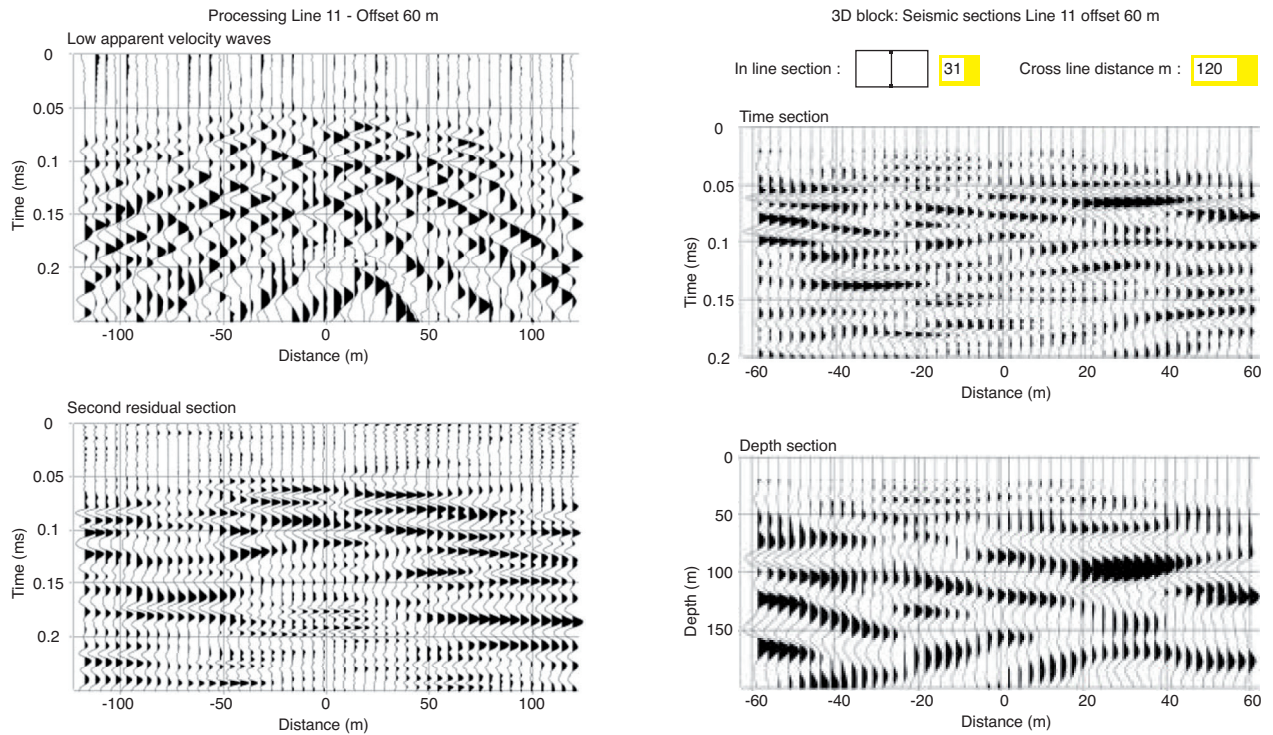 Processing Line 11 - Offset 60 m
Low apparent velocity waves
0
0.05
0.1
0.15
0.2
Time (ms)
-100 -50 0 50 100
Distance (m)
Second residual section
0
0.05
0.1
0.15
0.2
Time (ms)
-100 -50 0 50 100
Distance (m)
3D block: Seismic sections Line 11 offset 60 m
In line section : 31 Cross line distance m : 120
Time section
0
0.05
0.1
0.15
0.2
Time (ms)
-60 -40 -20 0 20 40 60
Distance (m)
Depth section
0
50
100
150
Depth (m)
-60 -40 -20 0 20 40 60
Distance (m)